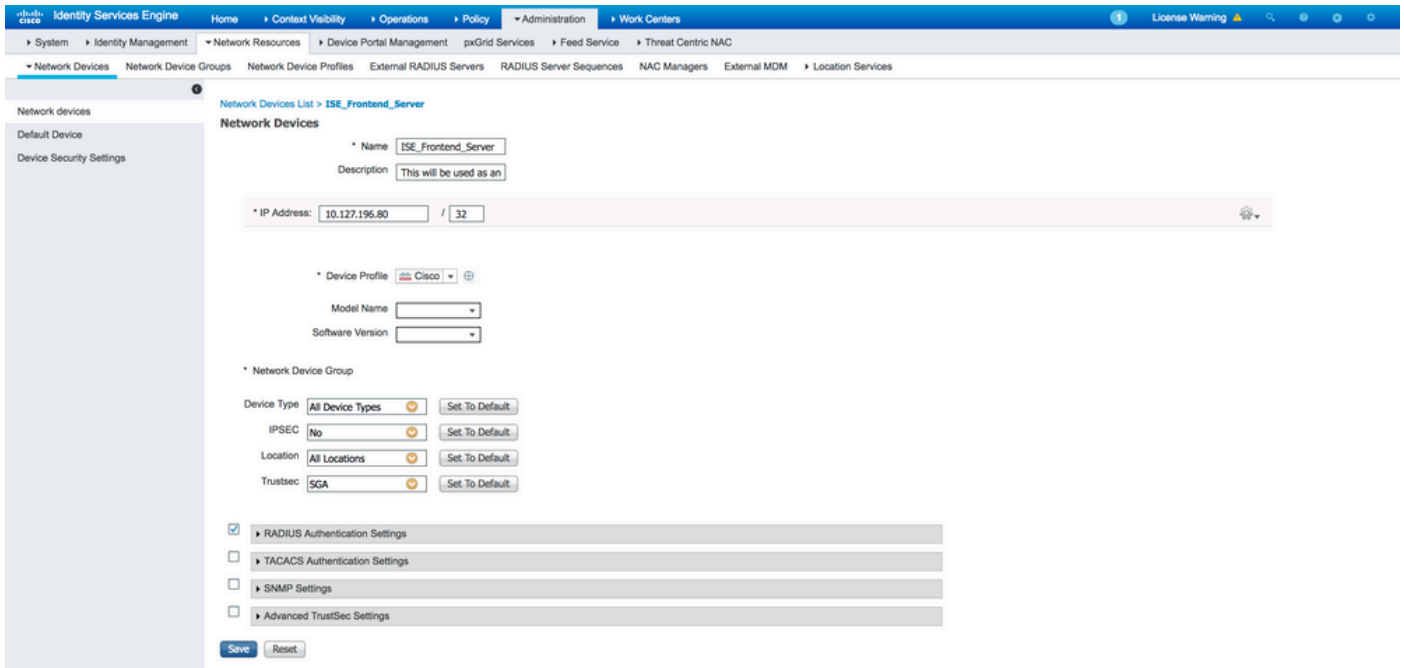 cisco Identity Services Engine Home Context Visibility Operations Policy Administration Work Centers 1 License Warning
System Identity Management Network Resources Device Portal Management pxGrid Services Feed Service Threat Centric NAC
Network Devices Network Device Groups Network Device Profiles External RADIUS Servers RADIUS Server Sequences NAC Managers External MDM Location Services
Network devices
Default Device
Device Security Settings
Network Devices List > ISE_Frontend_Server
Network Devices
* Name ISE_Frontend_Server
Description This will be used as an
* IP Address: 10.127.196.80 / 32
* Device Profile Cisco
Model Name
Software Version
* Network Device Group
Device Type All Device Types Set To Default
IPSEC No Set To Default
Location All Locations Set To Default
Trustsec SGA Set To Default
RADIUS Authentication Settings
TACACS Authentication Settings
SNMP Settings
Advanced TrustSec Settings
Save Reset